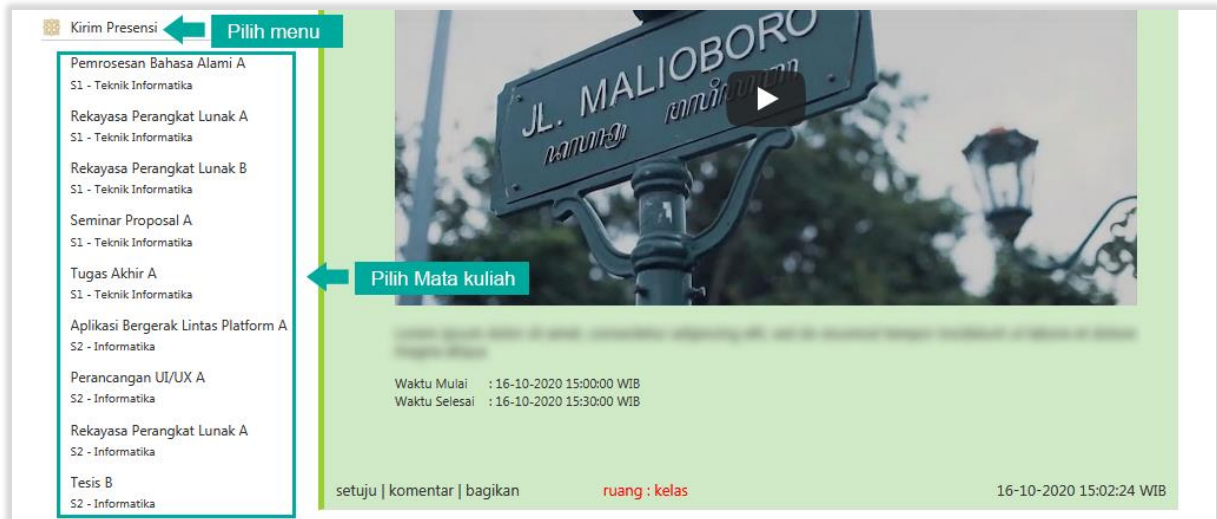 Kirim Presensi
Pilih menu
Pemrosesan Bahasa Alami A
S1 - Teknik Informatika
Rekayasa Perangkat Lunak A
S1 - Teknik Informatika
Rekayasa Perangkat Lunak B
S1 - Teknik Informatika
Seminar Proposal A
S1 - Teknik Informatika
Tugas Akhir A
S1 - Teknik Informatika
Aplikasi Bergerak Lintas Platform A
S2 - Informatika
Perancangan UI/UX A
S2 - Informatika
Rekayasa Perangkat Lunak A
S2 - Informatika
Tesis B
S2 - Informatika
Pilih Mata kuliah
JL. MALIOBORO
Waktu Mulai : 16-10-2020 15:00:00 WIB
Waktu Selesai : 16-10-2020 15:30:00 WIB
setuju | komentar | bagikan
ruang : kelas
16-10-2020 15:02:24 WIB